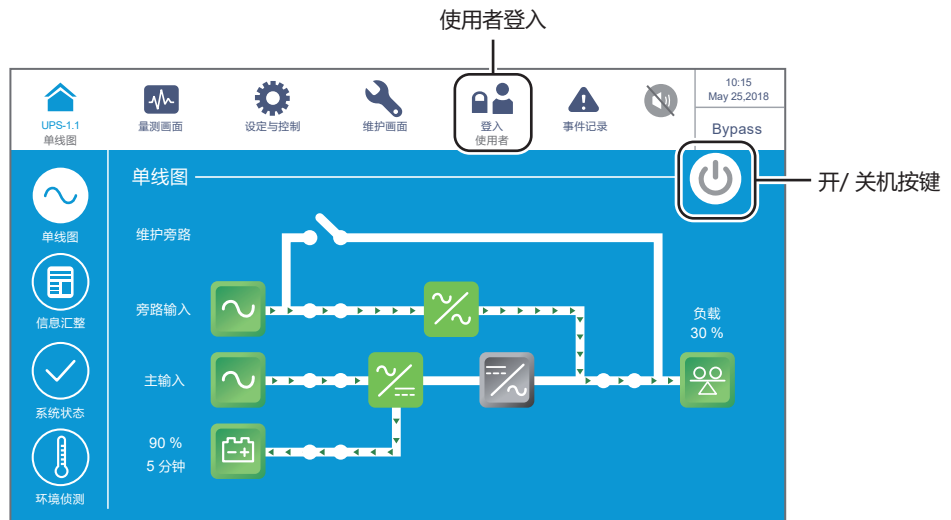 使用者登入
UPS-1.1
单线图
量测画面
设定与控制
维护画面
登入
使用者
事件记录
10:15
May 25,2018
Bypass
开/ 关机按键
单线图
单线图
信息汇整
系统状态
环境侦测
维护旁路
旁路输入
主输入
90 %
5 分钟
负载
30 %